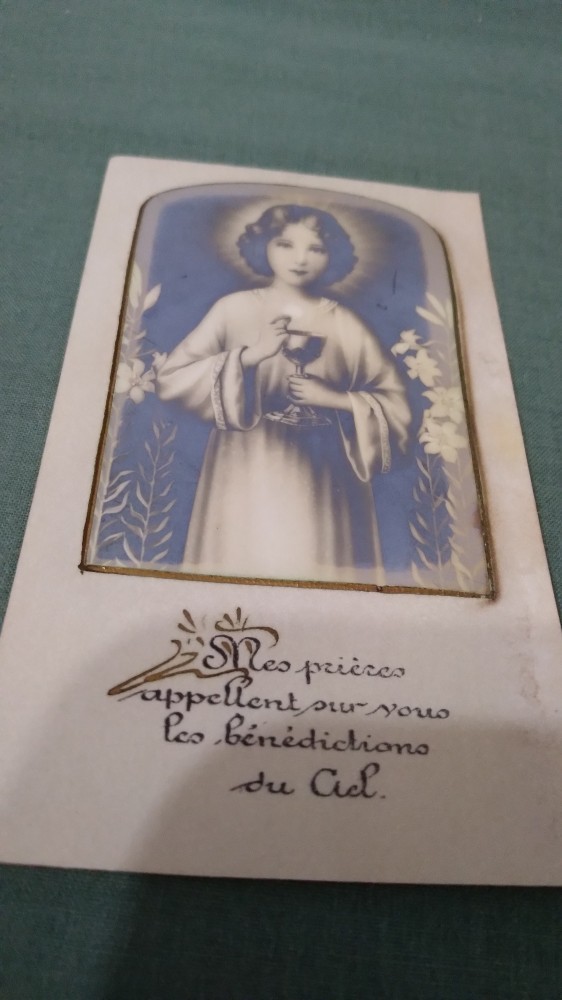 Mes prières
appellent sur vous
les bénédictions
du Ciel.